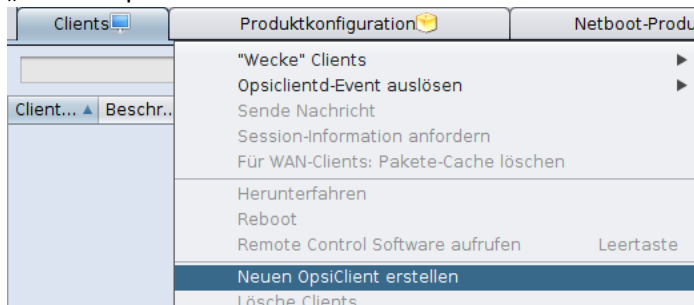 Clients Produktkonfiguration Netboot-Produ
"Wecke" Clients
Opsiclientd-Event auslösen
Client... Beschr.. Sende Nachricht
Session-Information anfordern
Für WAN-Clients: Pakete-Cache löschen
Herunterfahren
Reboot
Remote Control Software aufrufen Leertaste
Neuen OpsiClient erstellen
Lösche Clients